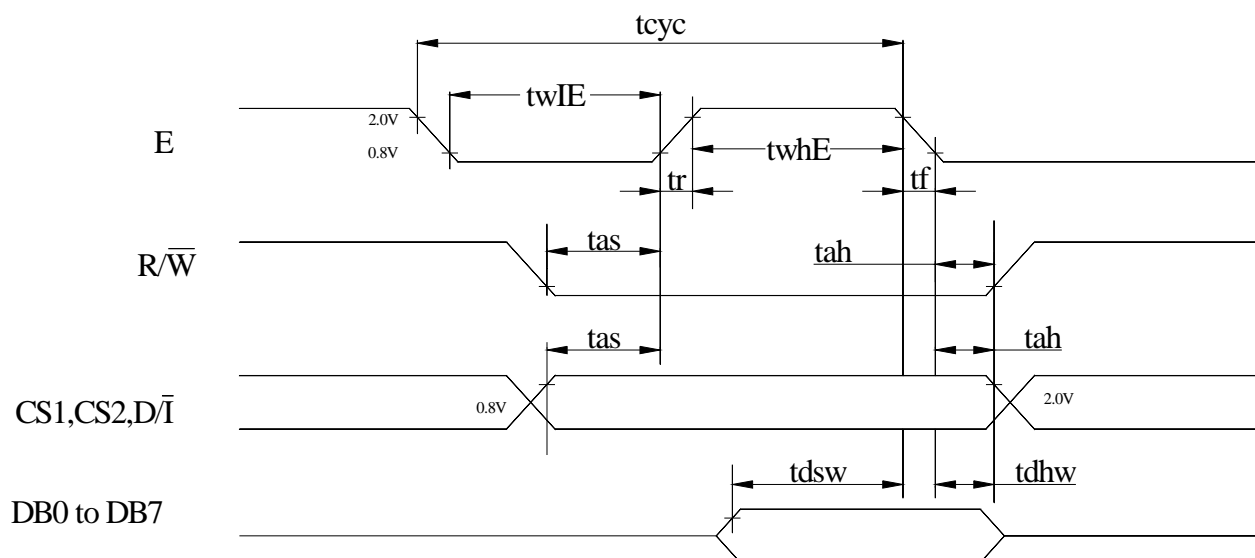 tcyc
twIE
2.0V
E
0.8V
twhE
tr
tf
tas
tah
R/W̅
tas
tah
CS1,CS2,D/I̅
0.8V
2.0V
tdsw
tdhw
DB0 to DB7